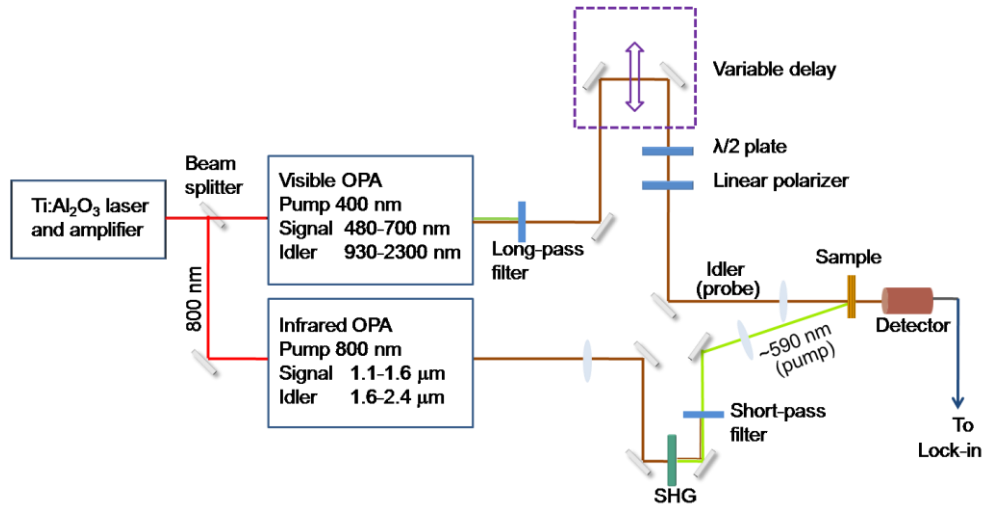 Variable delay
λ/2 plate
Linear polarizer
Beam
splitter
Ti:Al₂O₃ laser
and amplifier
Visible OPA
Pump 400 nm
Signal 480-700 nm
Idler 930-2300 nm
Long-pass
filter
800 nm
Infrared OPA
Pump 800 nm
Signal 1.1-1.6 μm
Idler 1.6-2.4 μm
Idler
(probe)
Sample
Detector
~590 nm
(pump)
Short-pass
filter
SHG
To
Lock-in